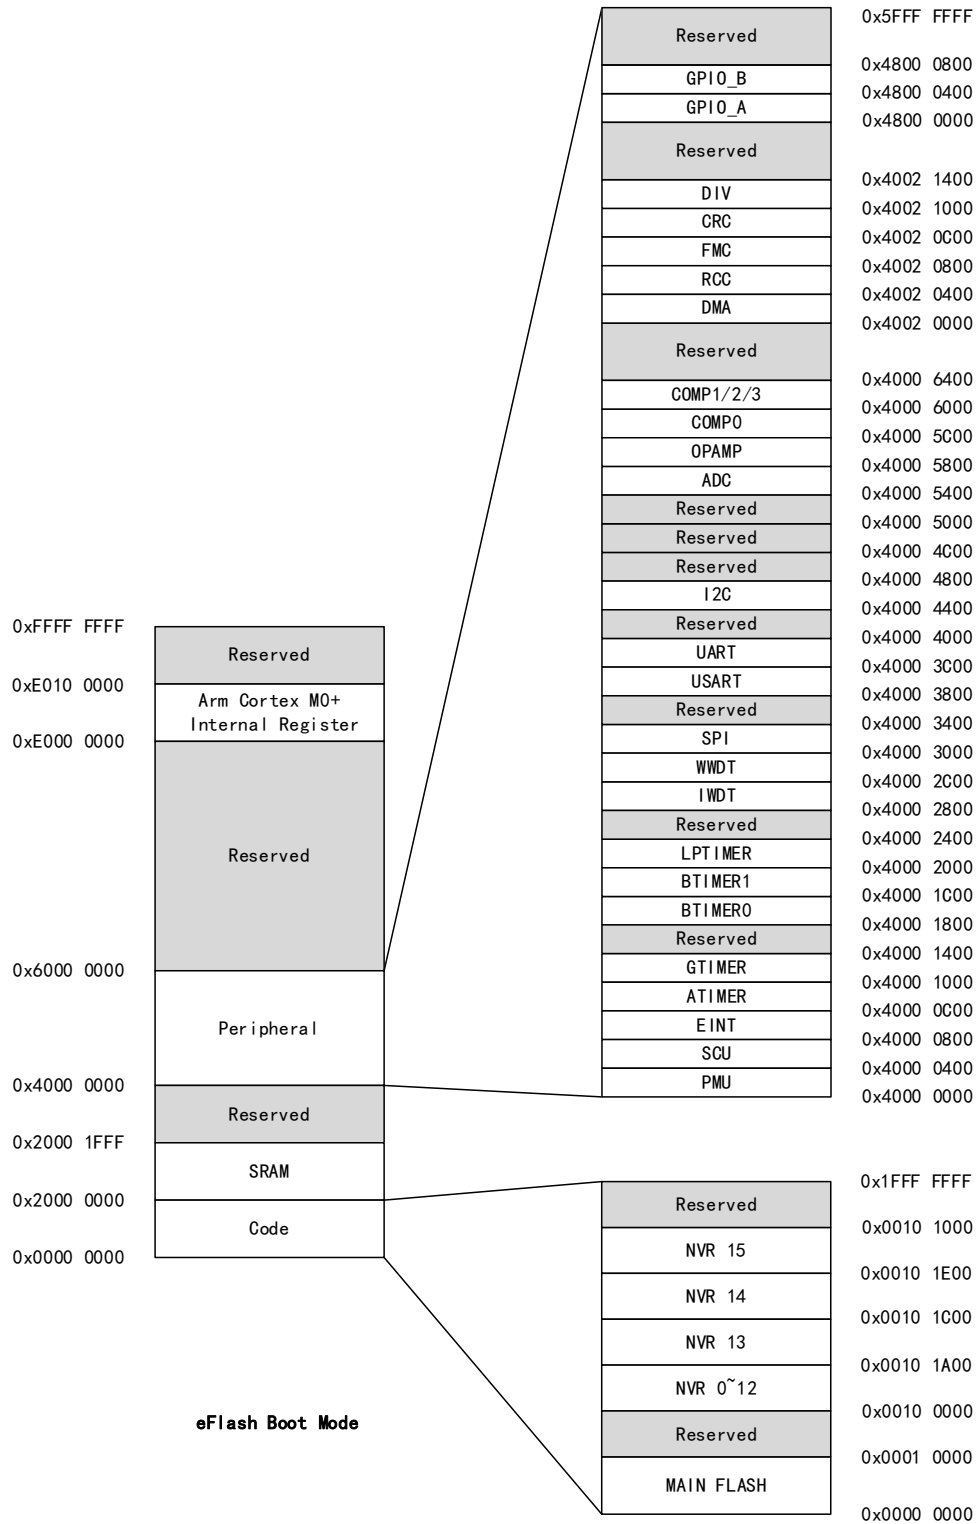 0x5FFF FFFF
Reserved
0x4800 0800
GPIO_B
0x4800 0400
GPIO_A
0x4800 0000
Reserved
0x4002 1400
DIV
0x4002 1000
CRC
0x4002 0C00
FMC
0x4002 0800
RCC
0x4002 0400
DMA
0x4002 0000
Reserved
0x4000 6400
COMP1/2/3
0x4000 6000
COMP0
0x4000 5C00
OPAMP
0x4000 5800
ADC
0x4000 5400
Reserved
0x4000 5000
Reserved
0x4000 4C00
Reserved
0x4000 4800
I2C
0x4000 4400
Reserved
0x4000 4000
UART
0x4000 3C00
USART
0x4000 3800
Reserved
0x4000 3400
SPI
0x4000 3000
WWDT
0x4000 2C00
IWDT
0x4000 2800
Reserved
0x4000 2400
LPTIMER
0x4000 2000
BTIMER1
0x4000 1C00
BTIMER0
0x4000 1800
Reserved
0x4000 1400
GTIMER
0x4000 1000
ATIMER
0x4000 0C00
EINT
0x4000 0800
SCU
0x4000 0400
PMU
0x4000 0000
0xFFFF FFFF
Reserved
0xE010 0000
Arm Cortex M0+
Internal Register
0xE000 0000
Reserved
0x6000 0000
Peripheral
0x4000 0000
Reserved
0x2000 1FFF
SRAM
0x2000 0000
Code
0x0000 0000
0x1FFF FFFF
Reserved
0x0010 1000
NVR 15
0x0010 1E00
NVR 14
0x0010 1C00
NVR 13
0x0010 1A00
NVR 0~12
0x0010 0000
Reserved
0x0001 0000
MAIN FLASH
0x0000 0000
eFlash Boot Mode